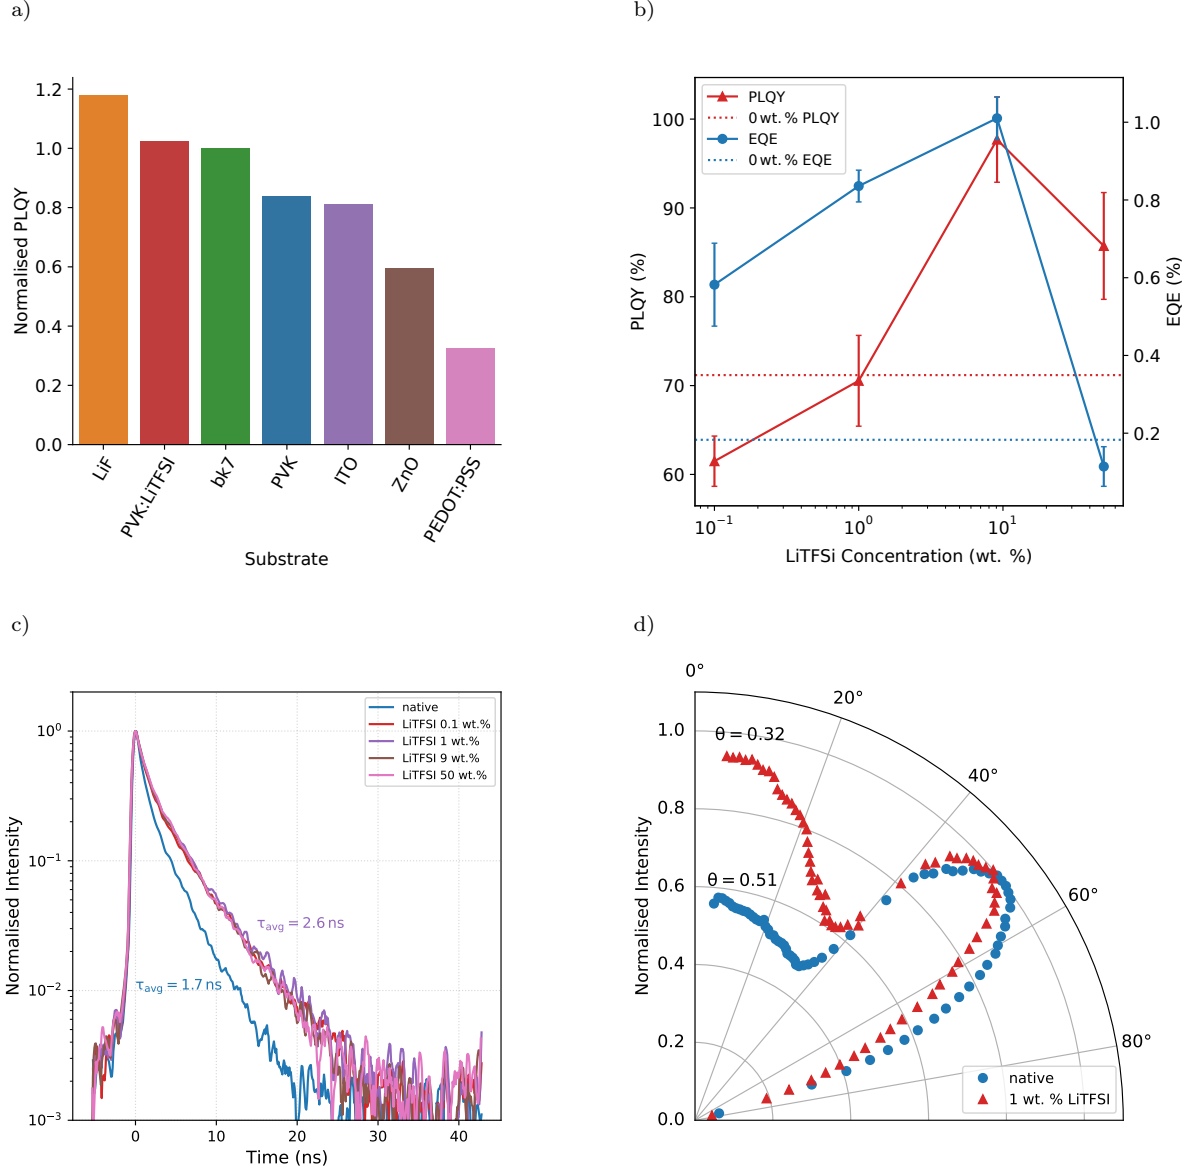 a)
1.2
1.0
0.8
0.6
0.4
0.2
0.0
Normalised PLQY
LiF
PVK:LiTFSI
bk7
PVK
ITO
ZnO
PEDOT:PSS
Substrate
b)
PLQY
0 wt. % PLQY
EQE
0 wt. % EQE
100
90
80
70
60
PLQY (%)
1.0
0.8
0.6
0.4
0.2
EQE (%)
10⁻¹
10⁰
10¹
LiTFSi Concentration (wt. %)
c)
native
LiTFSI 0.1 wt.%
LiTFSI 1 wt.%
LiTFSI 9 wt.%
LiTFSI 50 wt.%
10⁰
10⁻¹
10⁻²
10⁻³
Normalised Intensity
τavg = 2.6 ns
τavg = 1.7 ns
0
10
20
30
40
Time (ns)
d)
0°
20°
40°
60°
80°
1.0
0.8
0.6
0.4
0.2
0.0
Normalised Intensity
θ = 0.32
θ = 0.51
native
1 wt. % LiTFSI